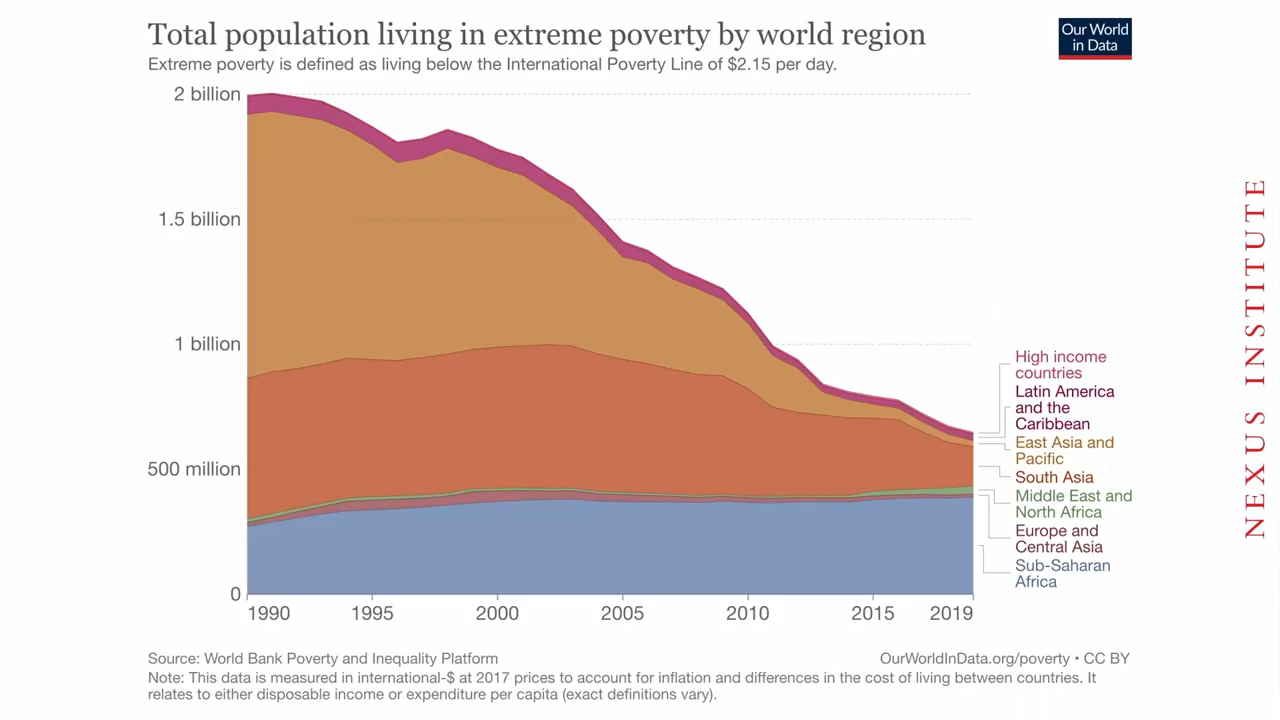 Total population living in extreme poverty by world region
Extreme poverty is defined as living below the International Poverty Line of $2.15 per day.
Our World
in Data
2 billion
1.5 billion
1 billion
500 million
0
1990
1995
2000
2005
2010
2015
2019
High income
countries
Latin America
and the
Caribbean
East Asia and
Pacific
South Asia
Middle East and
North Africa
Europe and
Central Asia
Sub-Saharan
Africa
NEXUS INSTITUTE
Source: World Bank Poverty and Inequality Platform
OurWorldInData.org/poverty • CC BY
Note: This data is measured in international-$ at 2017 prices to account for inflation and differences in the cost of living between countries. It
relates to either disposable income or expenditure per capita (exact definitions vary).